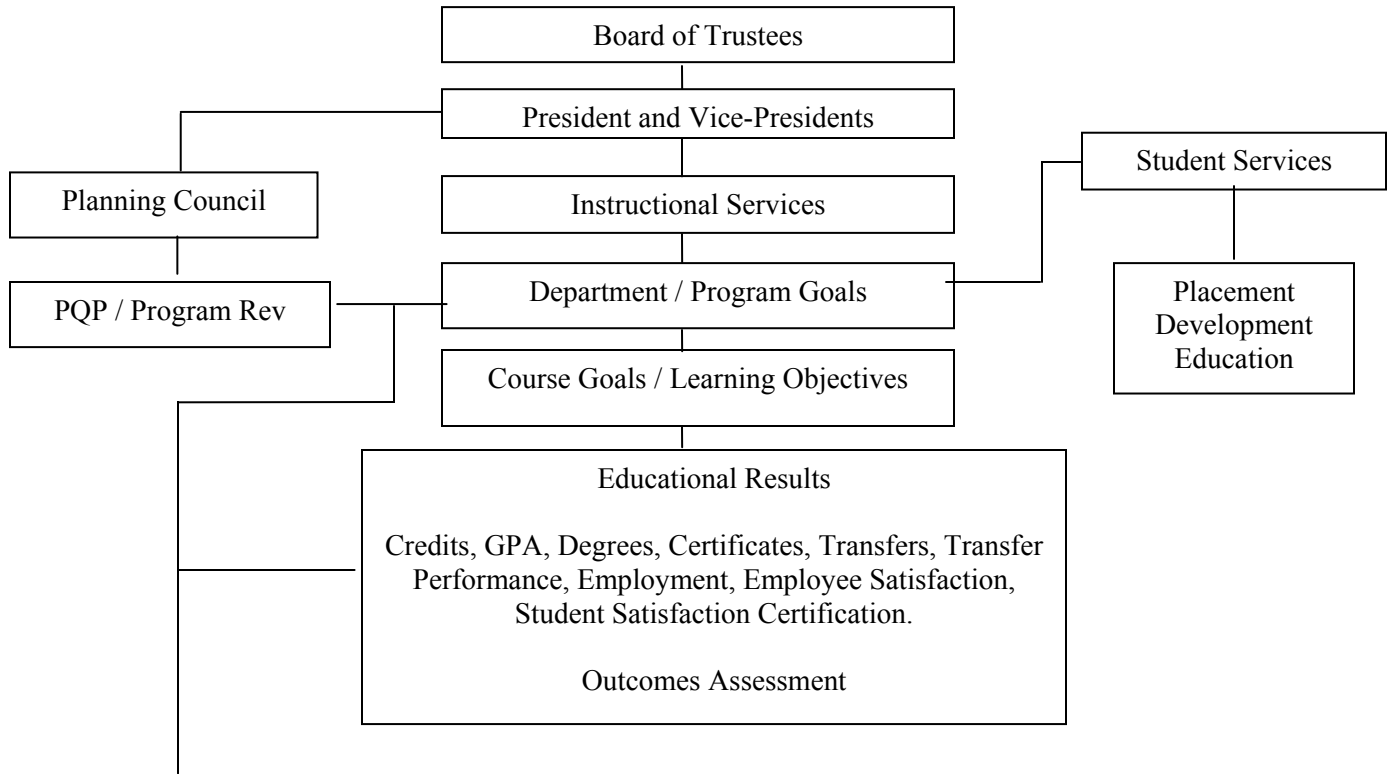 Board of Trustees
President and Vice-Presidents
Student Services
Planning Council
Instructional Services
PQP / Program Rev
Department / Program Goals
Placement
Development
Education
Course Goals / Learning Objectives
Educational Results
Credits, GPA, Degrees, Certificates, Transfers, Transfer
Performance, Employment, Employee Satisfaction,
Student Satisfaction Certification.
Outcomes Assessment